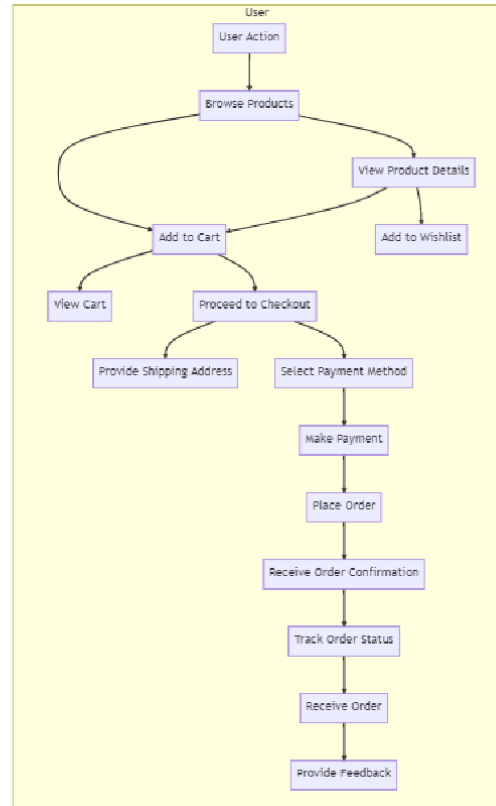 User
User Action
Browse Products
View Product Details
Add to Cart
Add to Wishlist
View Cart
Proceed to Checkout
Provide Shipping Address
Select Payment Method
Make Payment
Place Order
Receive Order Confirmation
Track Order Status
Receive Order
Provide Feedback